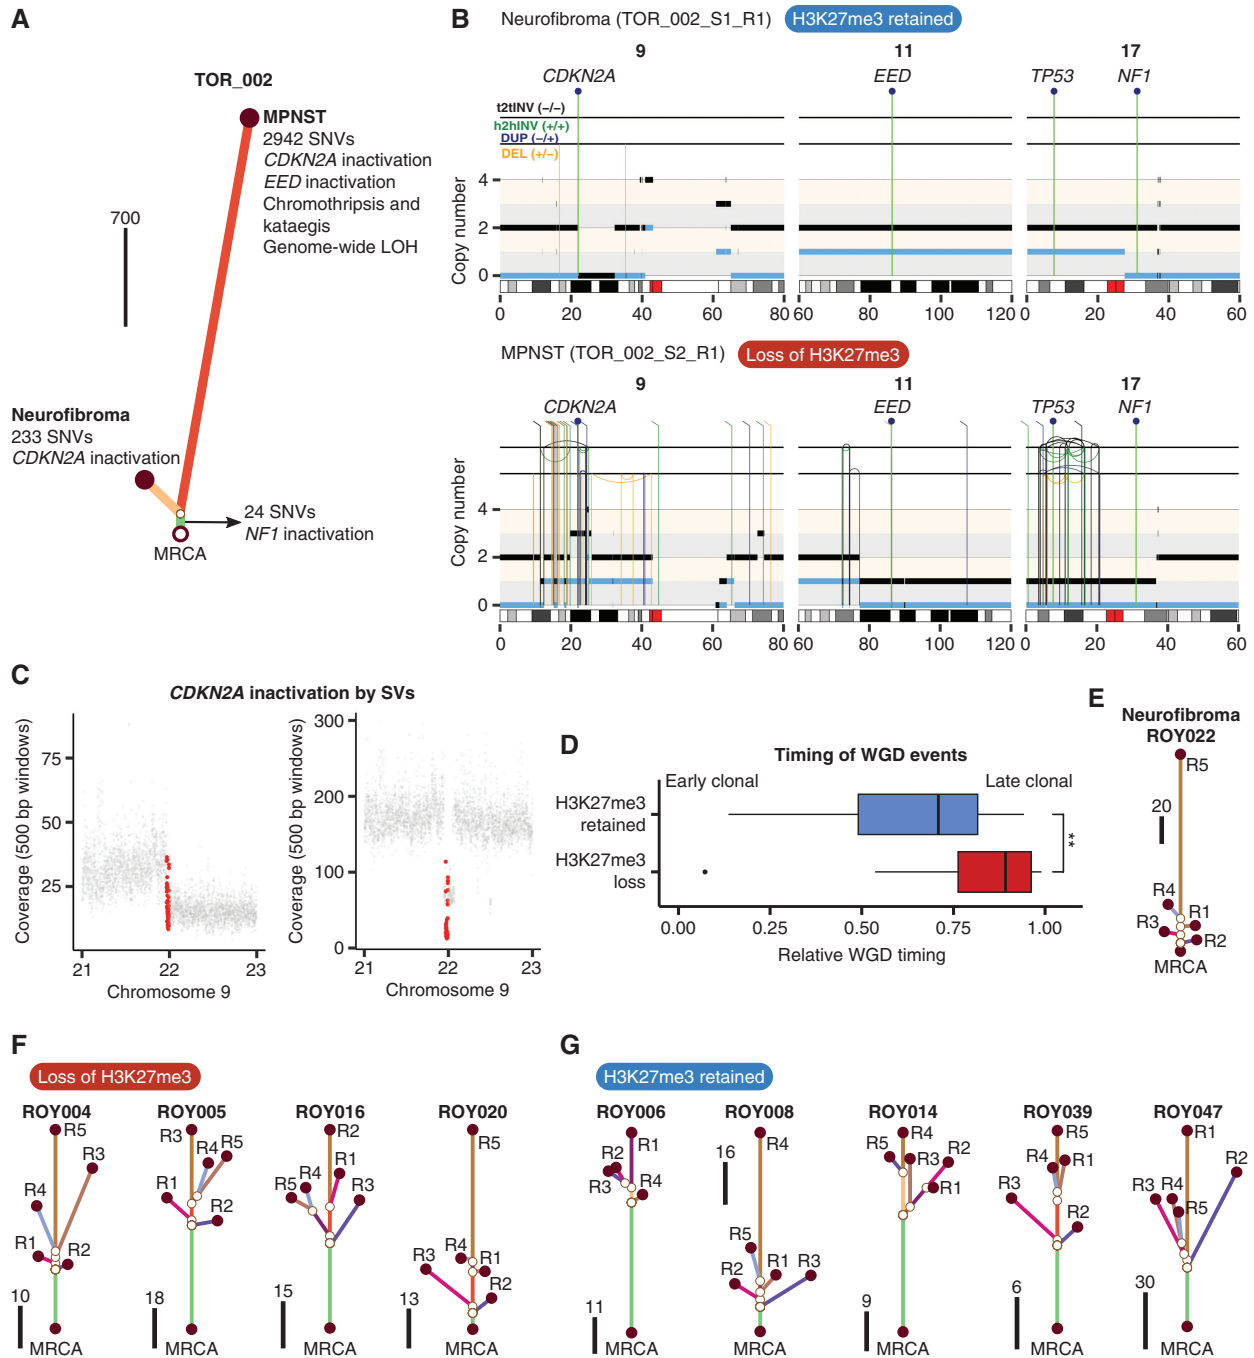 A
TOR_002
MPNST
2942 SNVs
CDKN2A inactivation
EED inactivation
Chromothripsis and
kataegis
Genome-wide LOH
700
Neurofibroma
233 SNVs
CDKN2A inactivation
24 SNVs
NF1 inactivation
MRCA
B
Neurofibroma (TOR_002_S1_R1) H3K27me3 retained
9 11 17
CDKN2A EED TP53 NF1
t2tINV (−/−)
h2hINV (+/+)
DUP (−/+)
DEL (+/−)
Copy number
4
2
0
0 20 40 60 80 60 80 100 120 0 20 40 60
MPNST (TOR_002_S2_R1) Loss of H3K27me3
9 11 17
CDKN2A EED TP53 NF1
Copy number
4
2
0
0 20 40 60 80 60 80 100 120 0 20 40 60
C
CDKN2A inactivation by SVs
Coverage (500 bp windows)
75
50
25
21 22 23
Chromosome 9
Coverage (500 bp windows)
300
200
100
0
21 22 23
Chromosome 9
D
Timing of WGD events
Early clonal Late clonal
H3K27me3
retained
H3K27me3
loss
**
0.00 0.25 0.50 0.75 1.00
Relative WGD timing
E
Neurofibroma
ROY022
R5
20
R4
R1
R3
R2
MRCA
F
Loss of H3K27me3
ROY004
R5
R3
R4
R1
R2
10
MRCA
ROY005
R3
R4
R5
R1
R2
18
MRCA
ROY016
R2
R4
R1
R5
R3
15
MRCA
ROY020
R5
R4
R3
R1
R2
13
MRCA
G
H3K27me3 retained
ROY006
R1
R2
R3
R4
11
MRCA
ROY008
R4
16
R5
R1
R3
R2
MRCA
ROY014
R4
R5
R3
R2
R1
9
MRCA
ROY039
R5
R4
R1
R3
R2
6
MRCA
ROY047
R1
R2
R3
R4
R5
30
MRCA